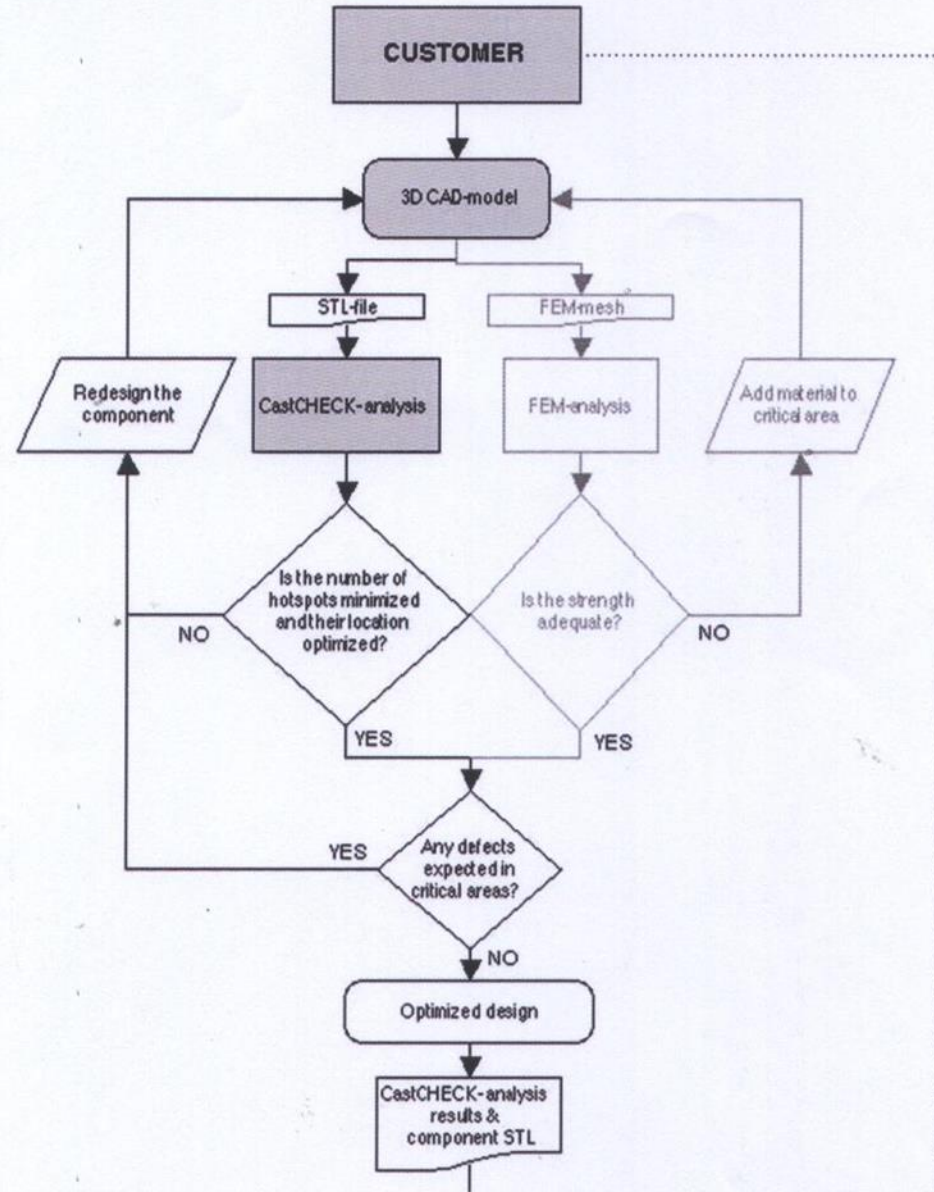 CUSTOMER
3D CAD-model
STL-file
FEM-mesh
Redesign the
component
CastCHECK-analysis
FEM-analysis
Add material to
critical area
Is the number of
hotspots minimized
and their location
optimized?
Is the strength
adequate?
NO
NO
YES
YES
YES
Any defects
expected in
critical areas?
NO
Optimized design
CastCHECK-analysis
results &
component STL